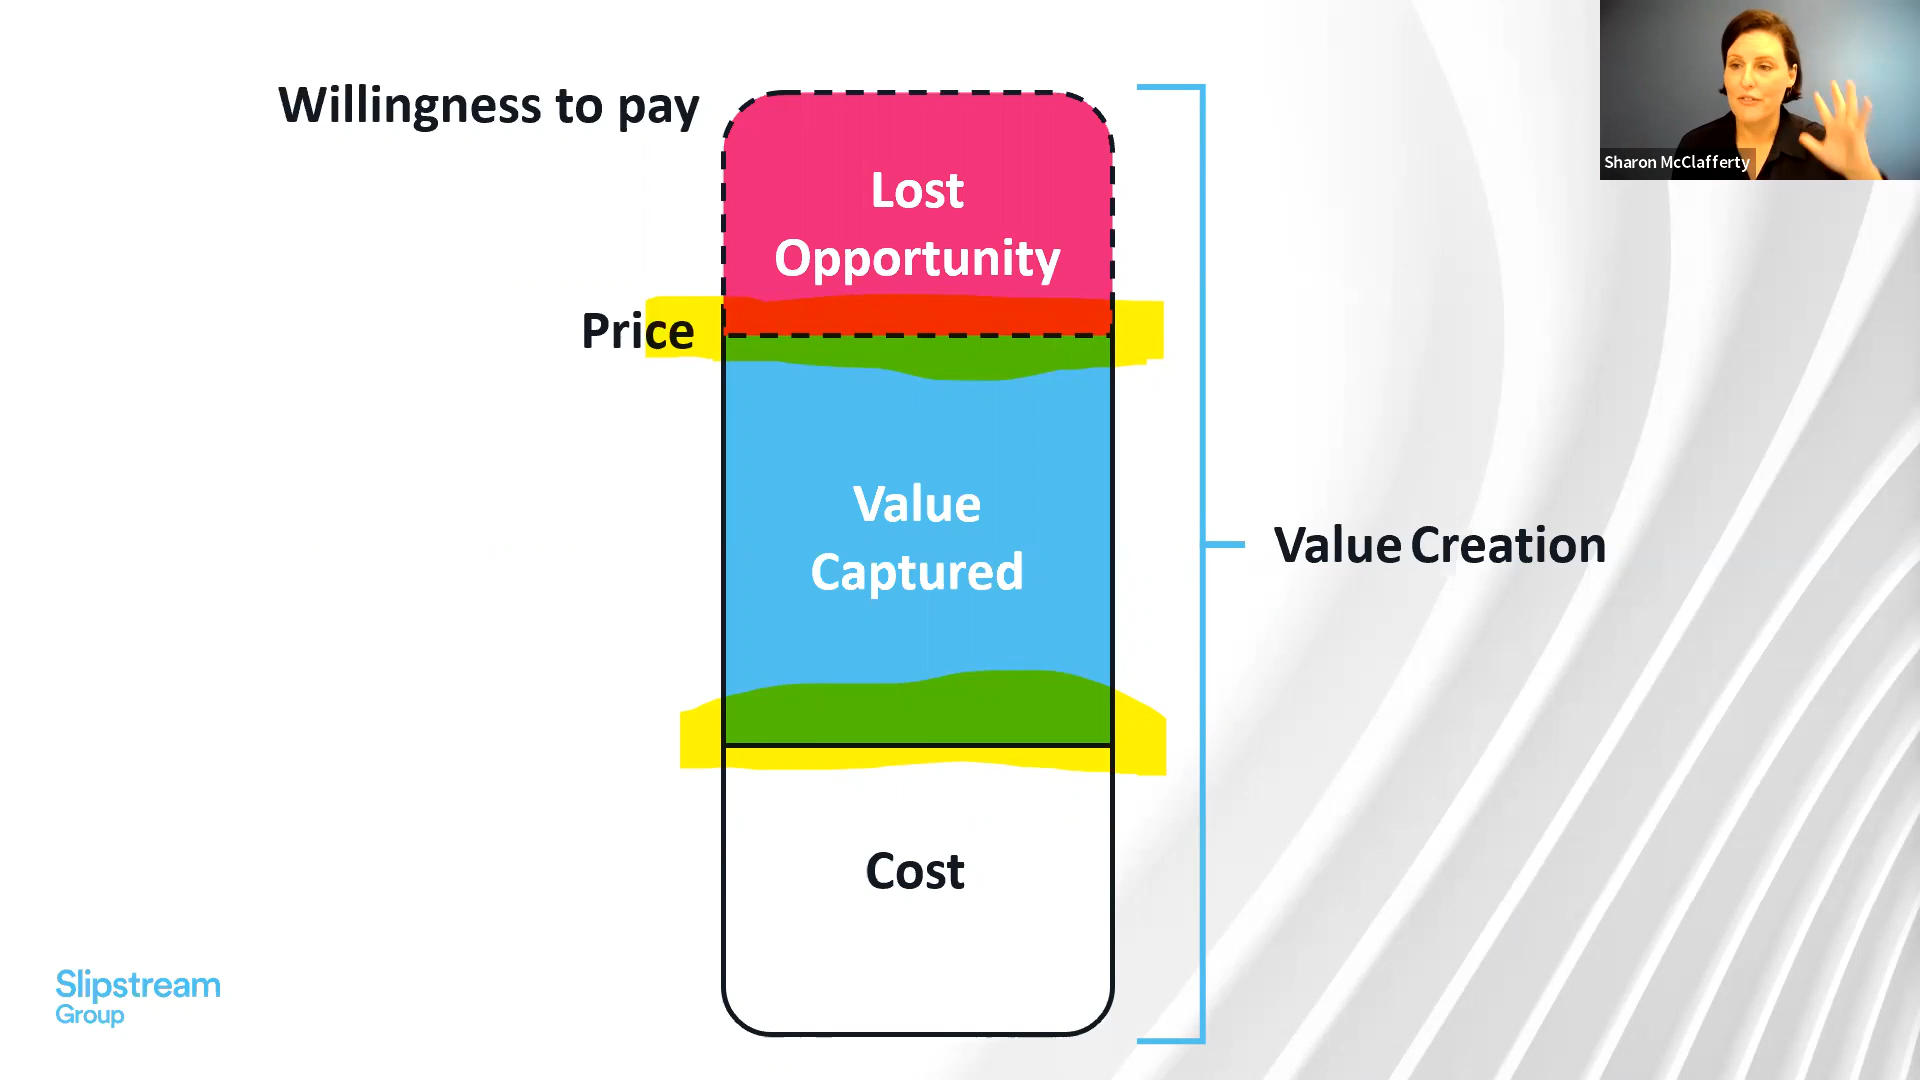 Willingness to pay
Lost
Opportunity
Price
Value
Captured
Value Creation
Cost
Sharon McClafferty
Slipstream
Group